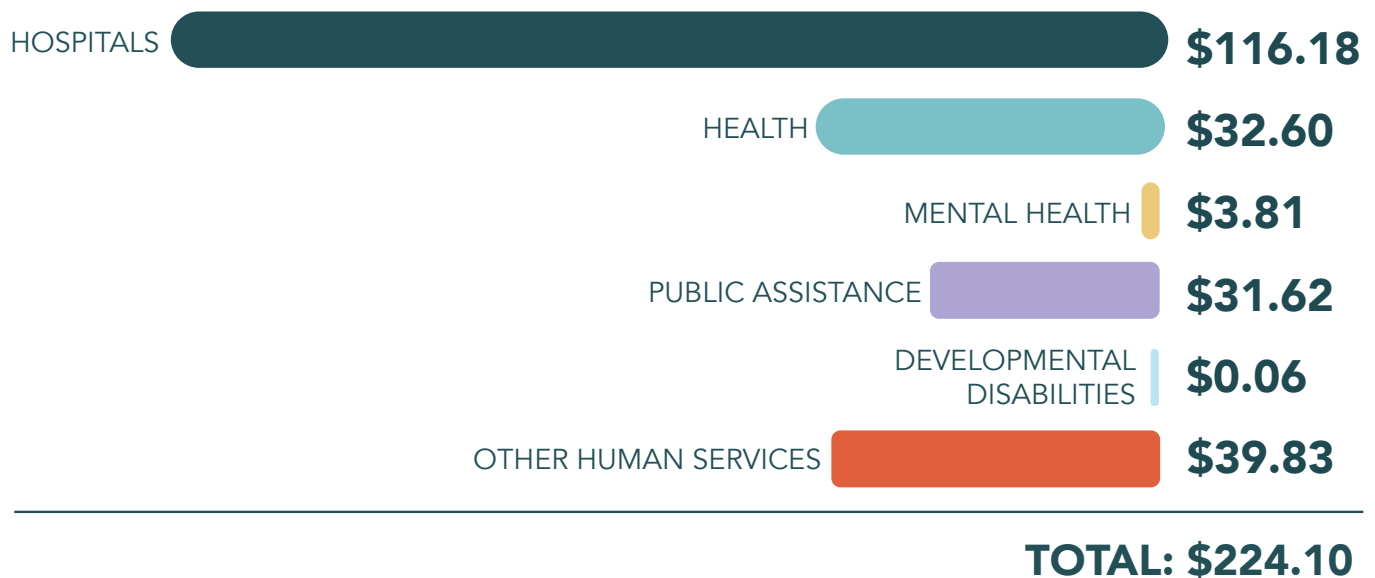 HOSPITALS $116.18
HEALTH $32.60
MENTAL HEALTH $3.81
PUBLIC ASSISTANCE $31.62
DEVELOPMENTAL
DISABILITIES $0.06
OTHER HUMAN SERVICES $39.83
TOTAL: $224.10